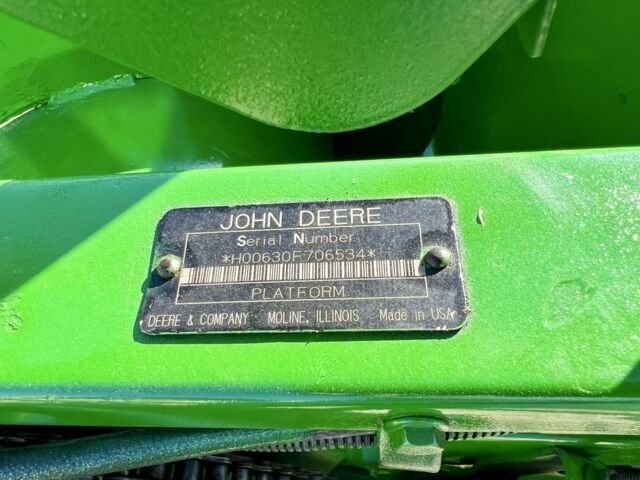 JOHN DEERE
Serial Number
*H00630F706534*
PLATFORM
DEERE & COMPANY MOLINE, ILLINOIS Made in USA